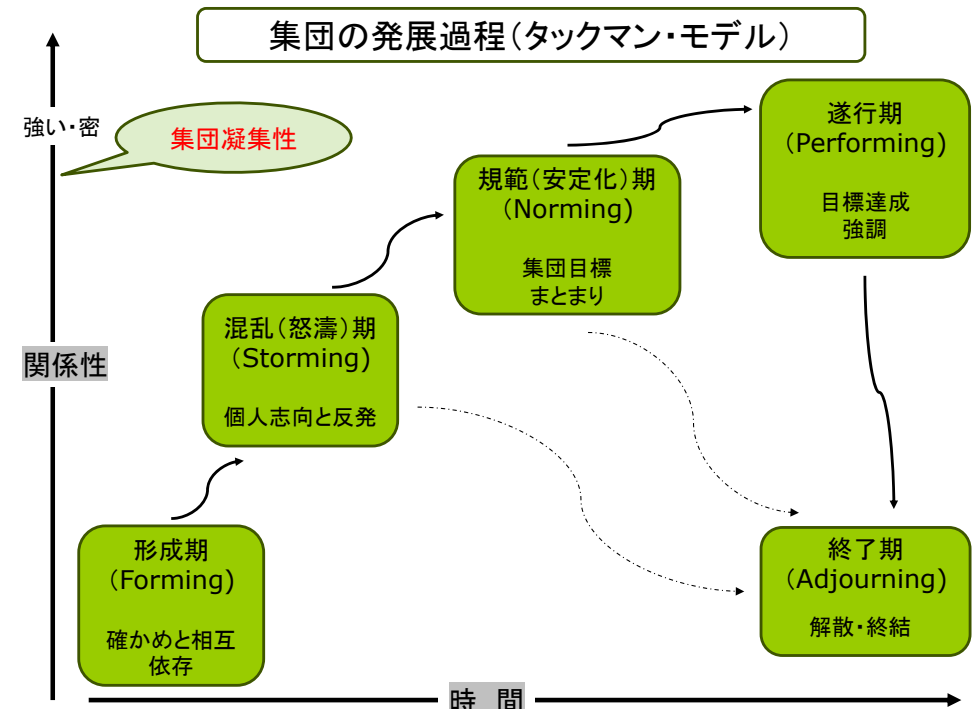 集団の発展過程（タックマン・モデル）
強い・密
集団凝集性
遂行期
（Performing)
目標達成
強調
規範（安定化）期
(Norming)
集団目標
まとまり
混乱（怒濤）期
（Storming)
個人志向と反発
関係性
形成期
（Forming)
確かめと相互
依存
終了期
（Adjourning)
解散・終結
時　間